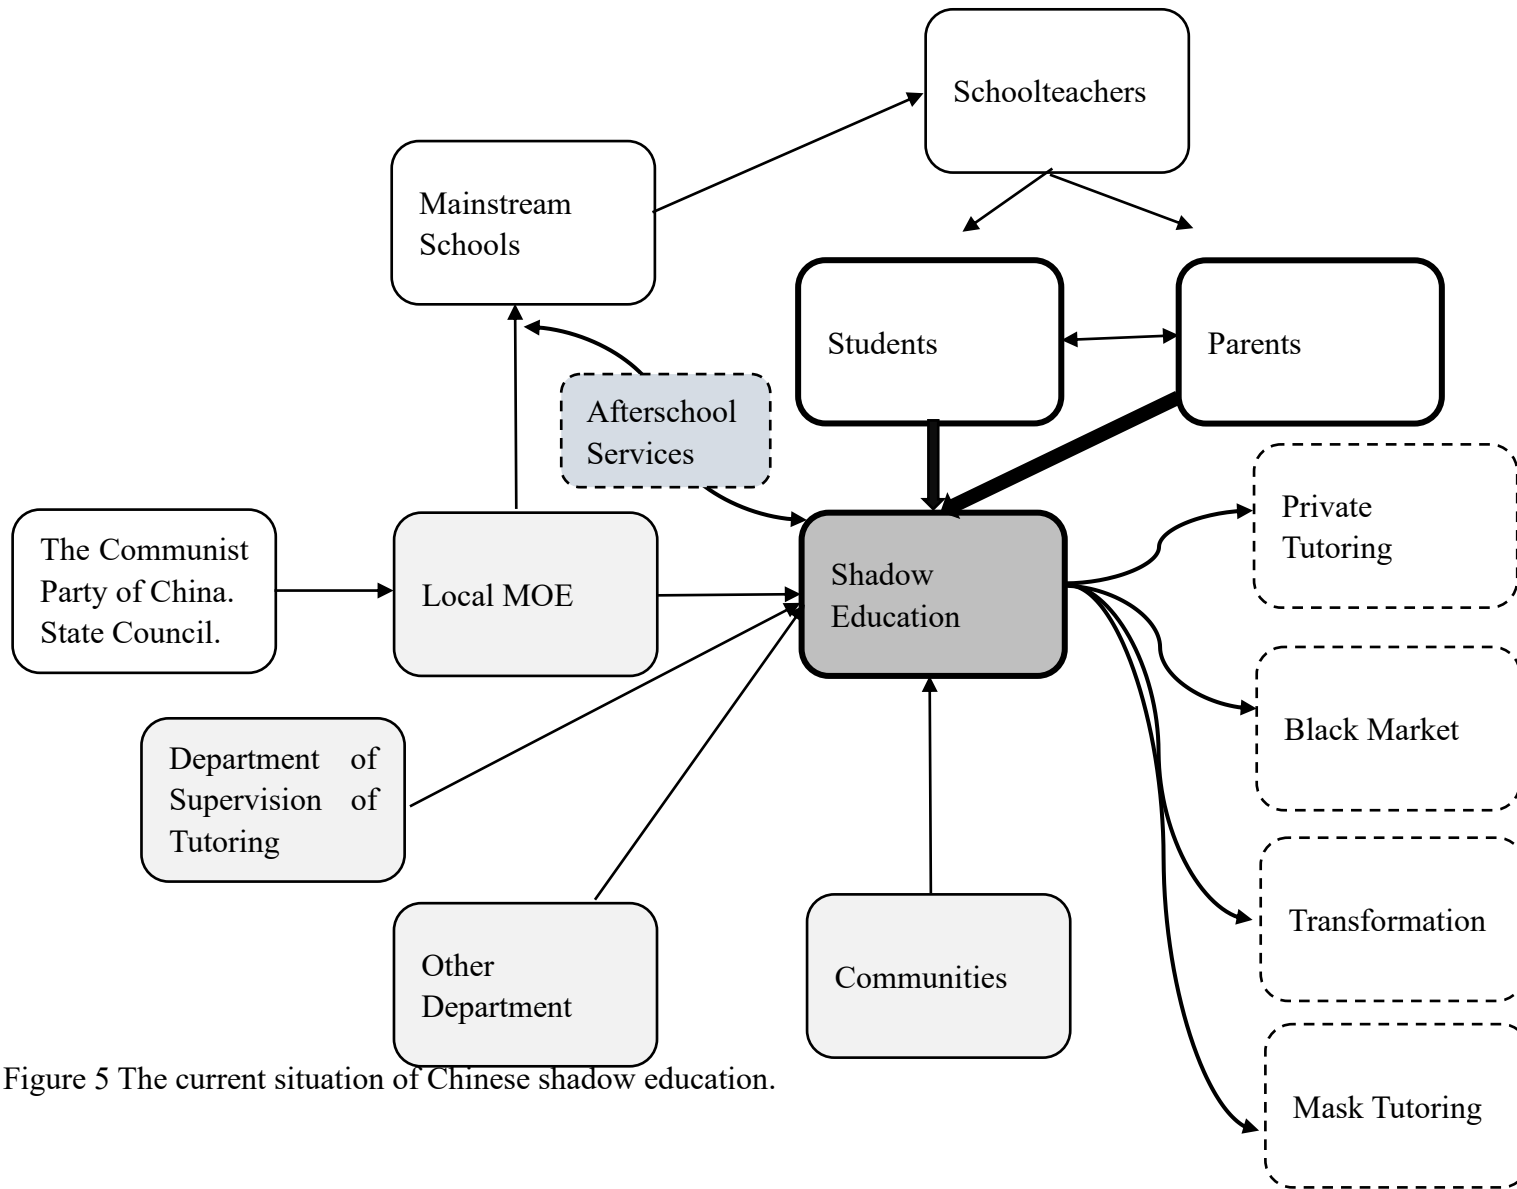 Schoolteachers
Mainstream
Schools
Students
Parents
Afterschool
Services
Private
Tutoring
The Communist
Party of China.
State Council.
Local MOE
Shadow
Education
Black Market
Department of
Supervision of
Tutoring
Transformation
Other
Department
Communities
Figure 5 The current situation of Chinese shadow education.
Mask Tutoring